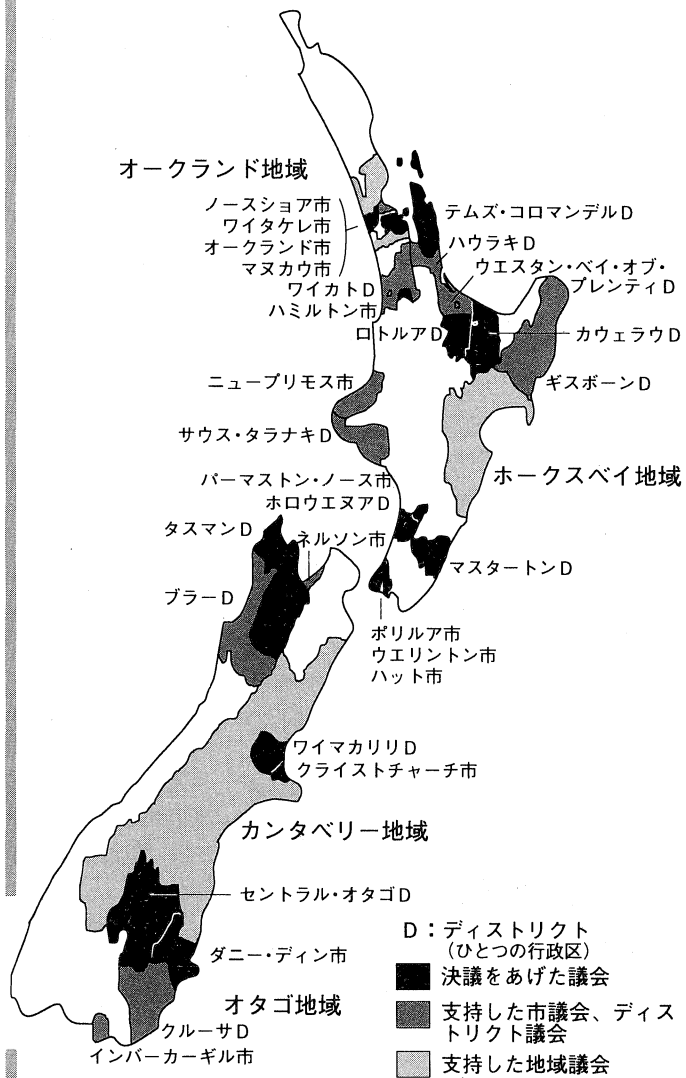 オークランド地域
ノースショア市
ワイタケレ市
オークランド市
マヌカウ市
テムズ・コロマンデルD
ハウラキD
ウエスタン・ベイ・オブ・
プレンティD
ワイカトD
ハミルトン市
ロトルアD
カウェラウD
ニュープリモス市
ギスボーンD
サウス・タラナキD
パーマストン・ノース市
ホークスベイ地域
ホロウエヌアD
タスマンD
ネルソン市
マスタートンD
ブラーD
ポリルア市
ウエリントン市
ハット市
ワイマカリリD
クライストチャーチ市
カンタベリー地域
セントラル・オタゴD
ダニー・ディン市
オタゴ地域
クルーサD
インバーカーギル市
D：ディストリクト
（ひとつの行政区）
決議をあげた議会
支持した市議会、ディス
トリクト議会
支持した地域議会